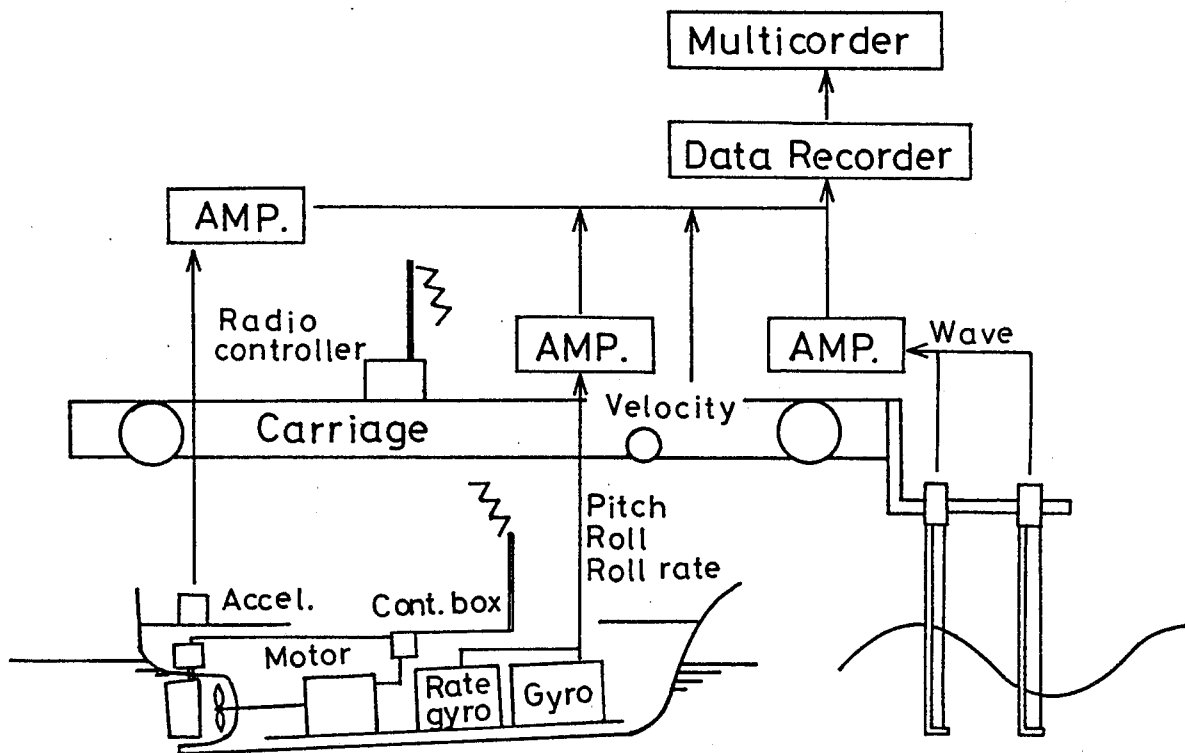 Multicorder
Data Recorder
AMP.
Radio
controller
AMP.
AMP.
Wave
Velocity
Carriage
Pitch
Roll
Roll rate
Accel.
Cont. box
Motor
Rate
gyro
Gyro